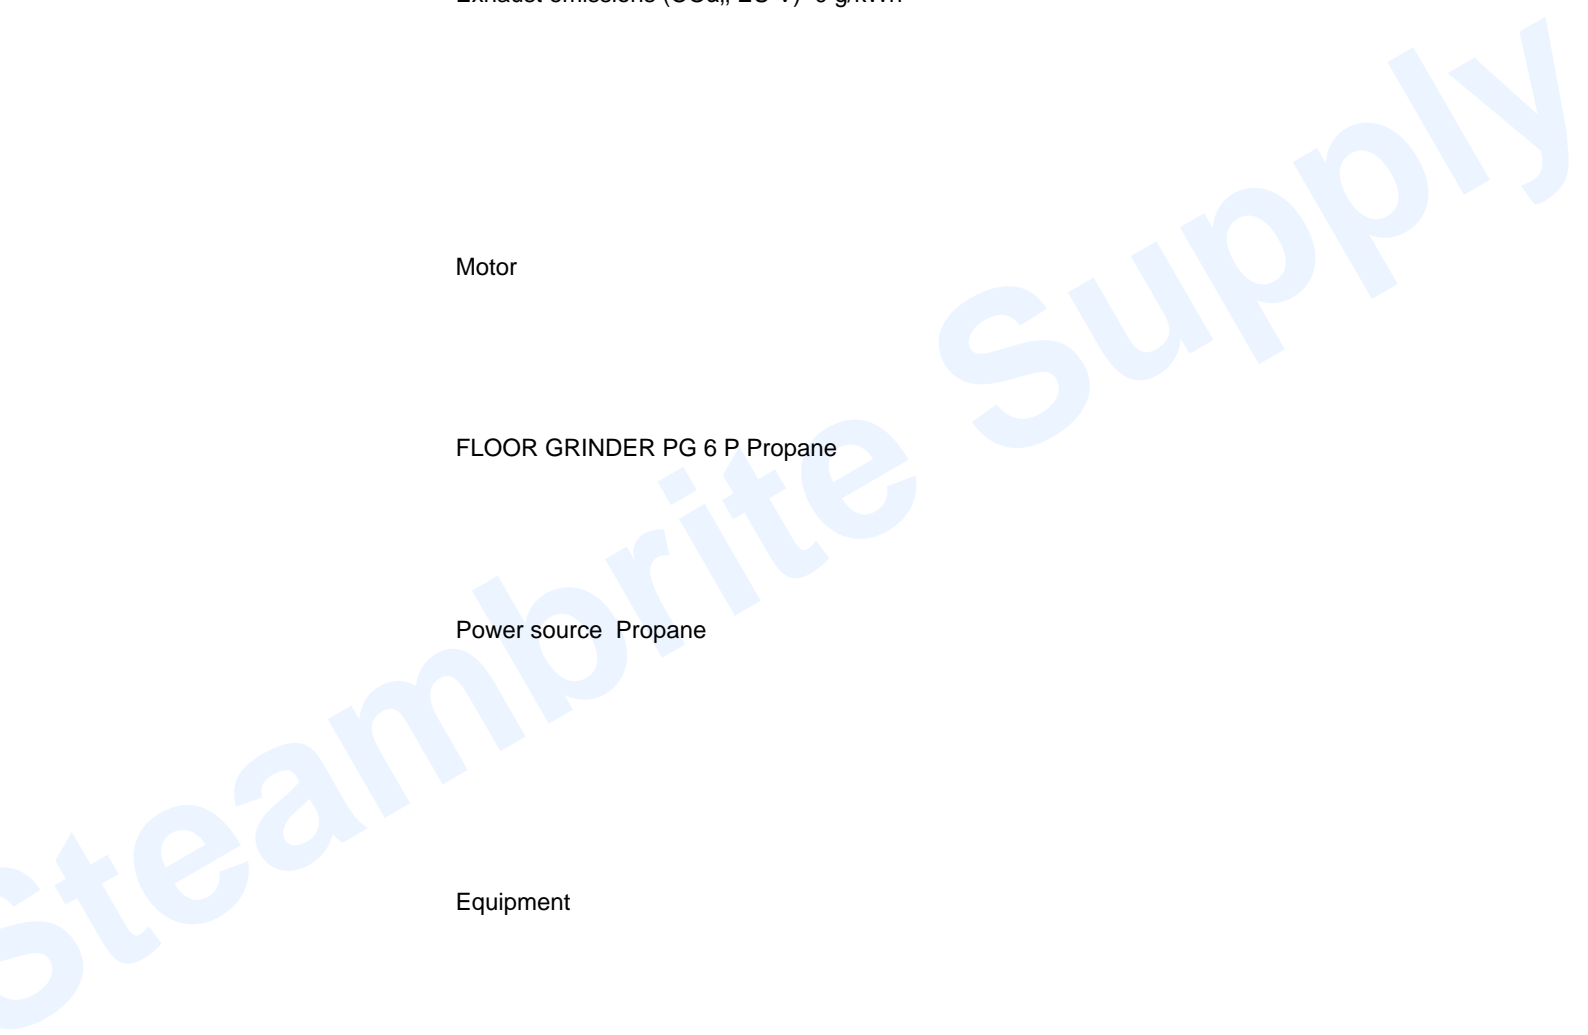 Motor
FLOOR GRINDER PG 6 P Propane
Power source  Propane
Equipment
Steambrite Supply